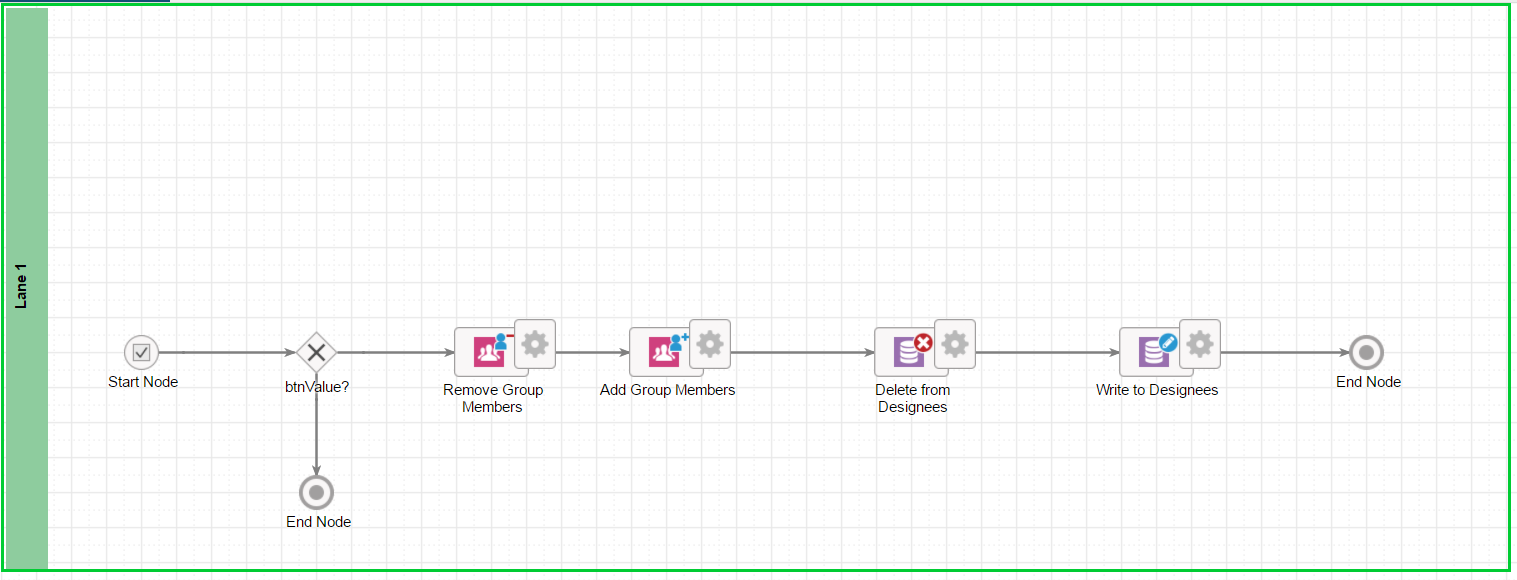 Lane 1
Start Node
btnValue?
Remove Group
Members
Add Group Members
Delete from
Designees
Write to Designees
End Node
End Node